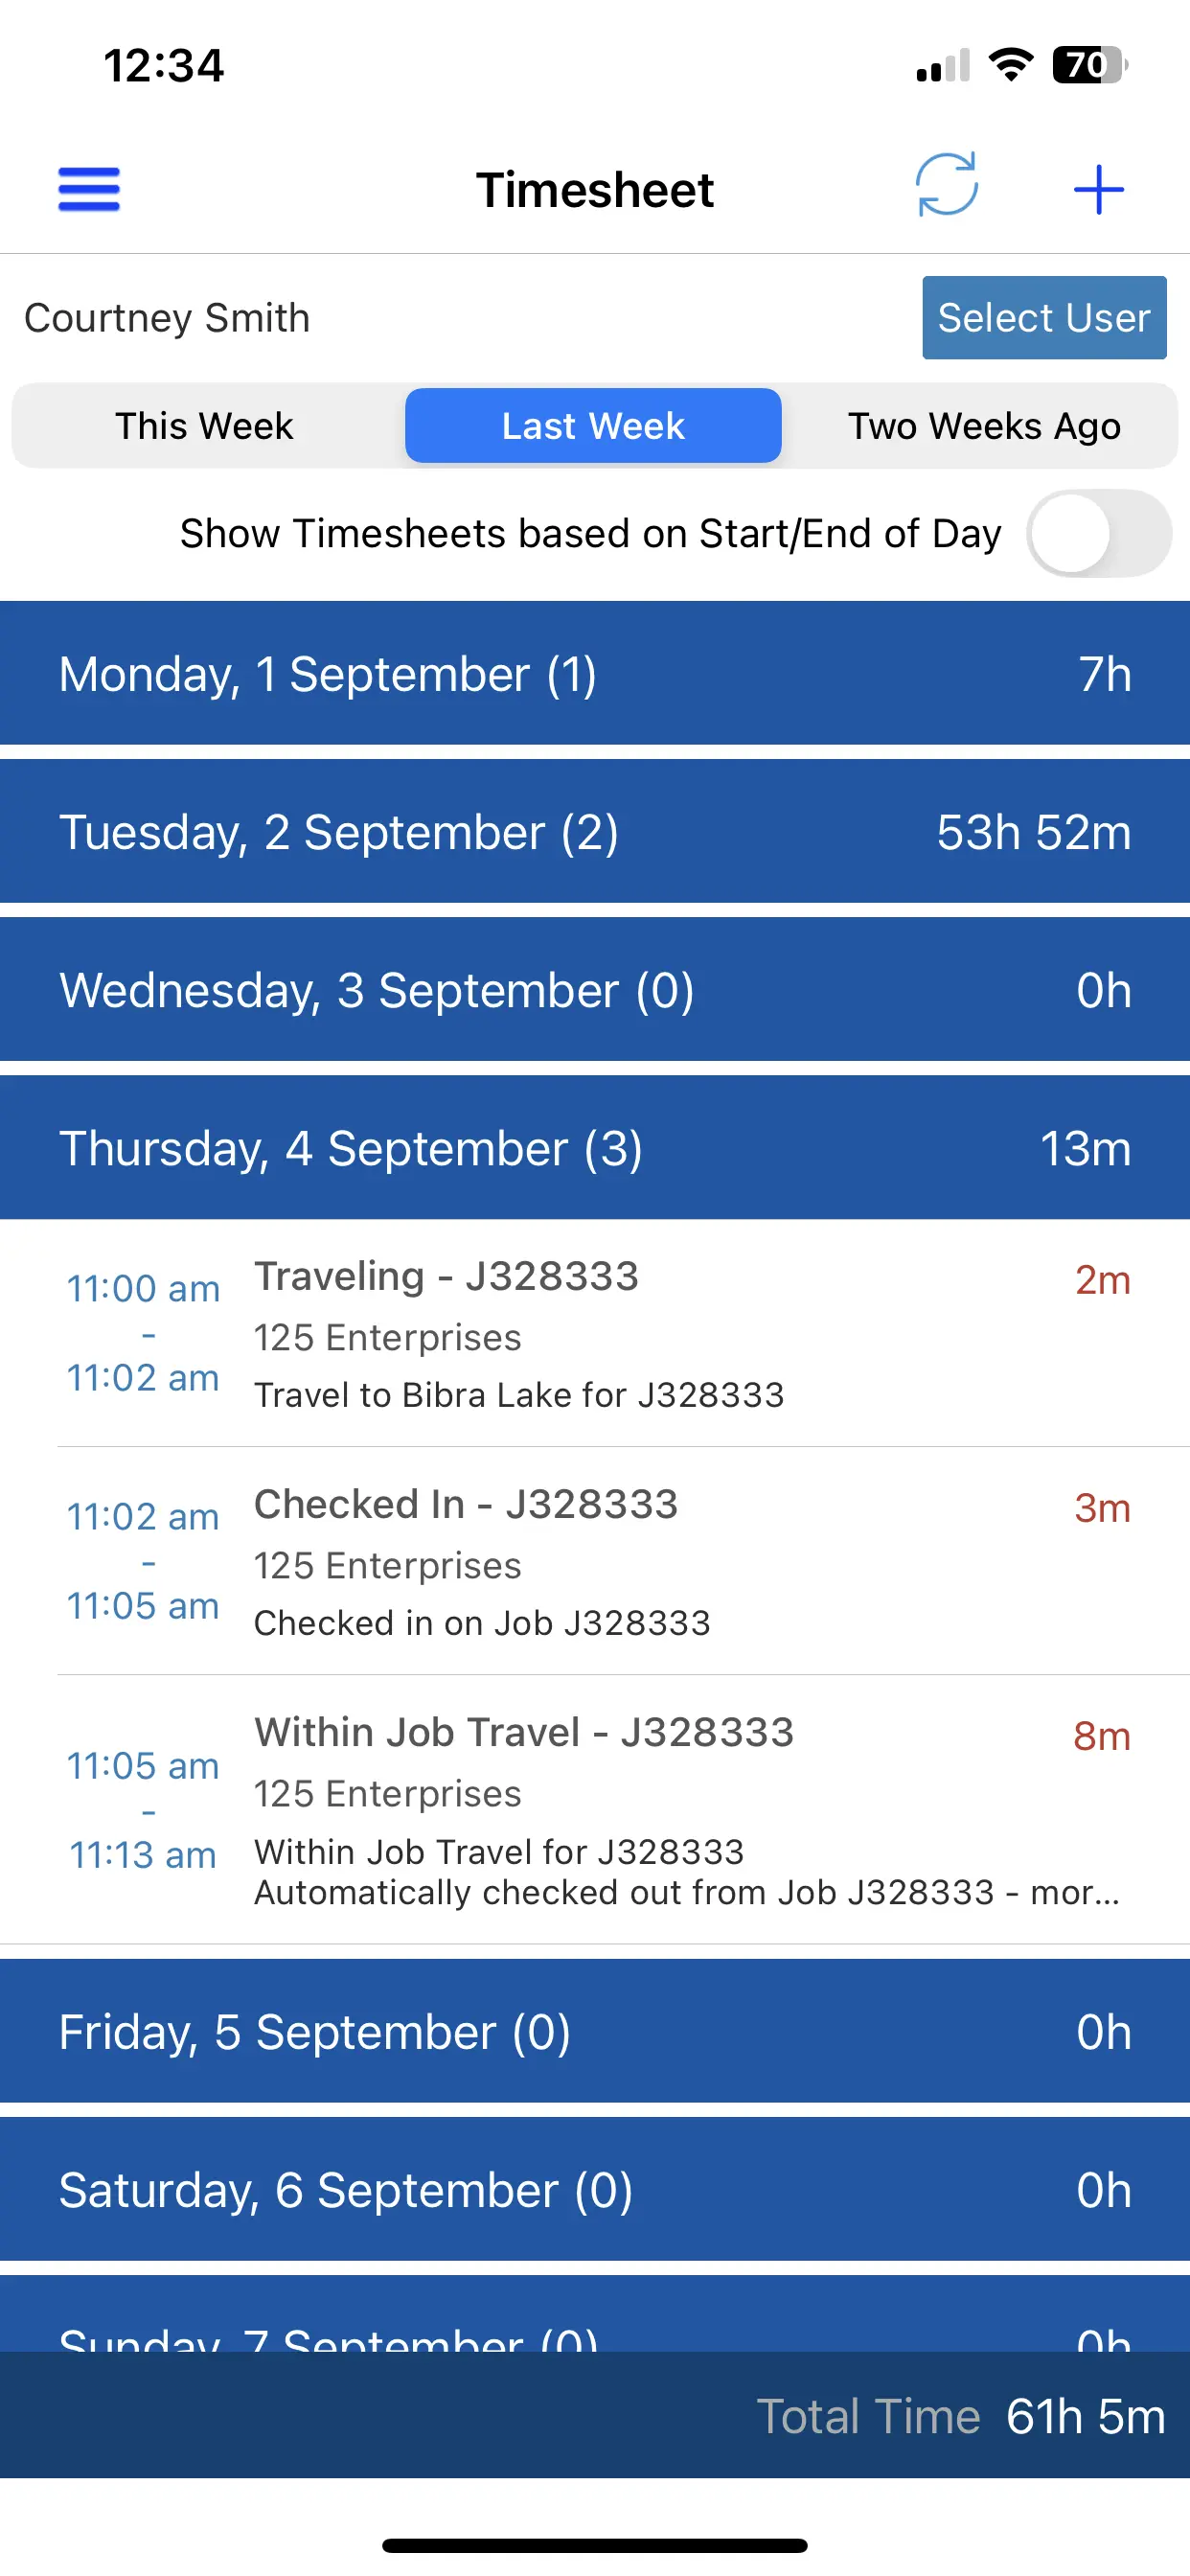 12:34
70
Timesheet
Courtney Smith
Select User
This Week
Last Week
Two Weeks Ago
Show Timesheets based on Start/End of Day
Monday, 1 September (1) 7h
Tuesday, 2 September (2) 53h 52m
Wednesday, 3 September (0) 0h
Thursday, 4 September (3) 13m
11:00 am
-
11:02 am
Traveling - J328333 2m
125 Enterprises
Travel to Bibra Lake for J328333
11:02 am
-
11:05 am
Checked In - J328333 3m
125 Enterprises
Checked in on Job J328333
11:05 am
-
11:13 am
Within Job Travel - J328333 8m
125 Enterprises
Within Job Travel for J328333
Automatically checked out from Job J328333 - mor...
Friday, 5 September (0) 0h
Saturday, 6 September (0) 0h
Sunday, 7 September (0) 0h
Total Time 61h 5m